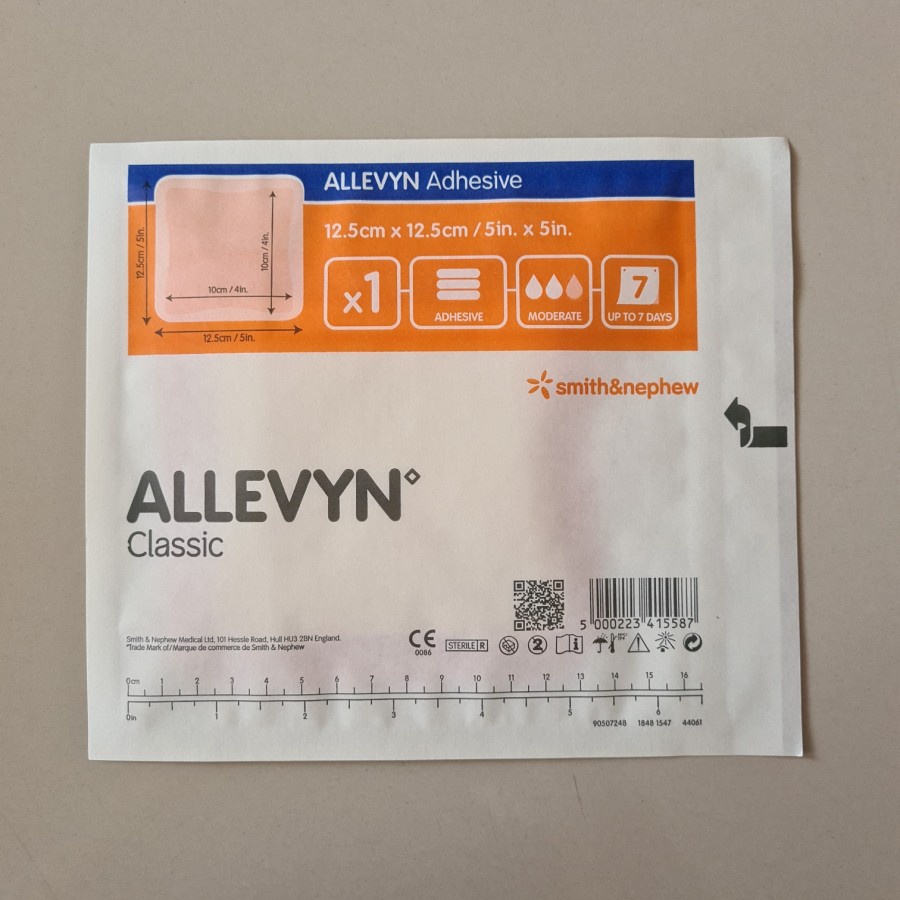 ALLEVYN Adhesive
12.5cm x 12.5cm / 5in. x 5in.
12.5cm / 5in.
10cm / 4in.
10cm / 4in.
12.5cm / 5in.
x1
ADHESIVE
MODERATE
7
UP TO 7 DAYS
smith&nephew
ALLEVYN◊
Classic
5 000223 415587
Smith & Nephew Medical Ltd, 101 Hessle Road, Hull HU3 2BN England.
Trade Mark of/Marque de commerce de Smith & Nephew
CE
0086
STERILE R
2
i
0cm 1 2 3 4 5 6 7 8 9 10 11 12 13 14 15 16
0in 1 2 3 4 5 6
90507248 1848 1547 44061